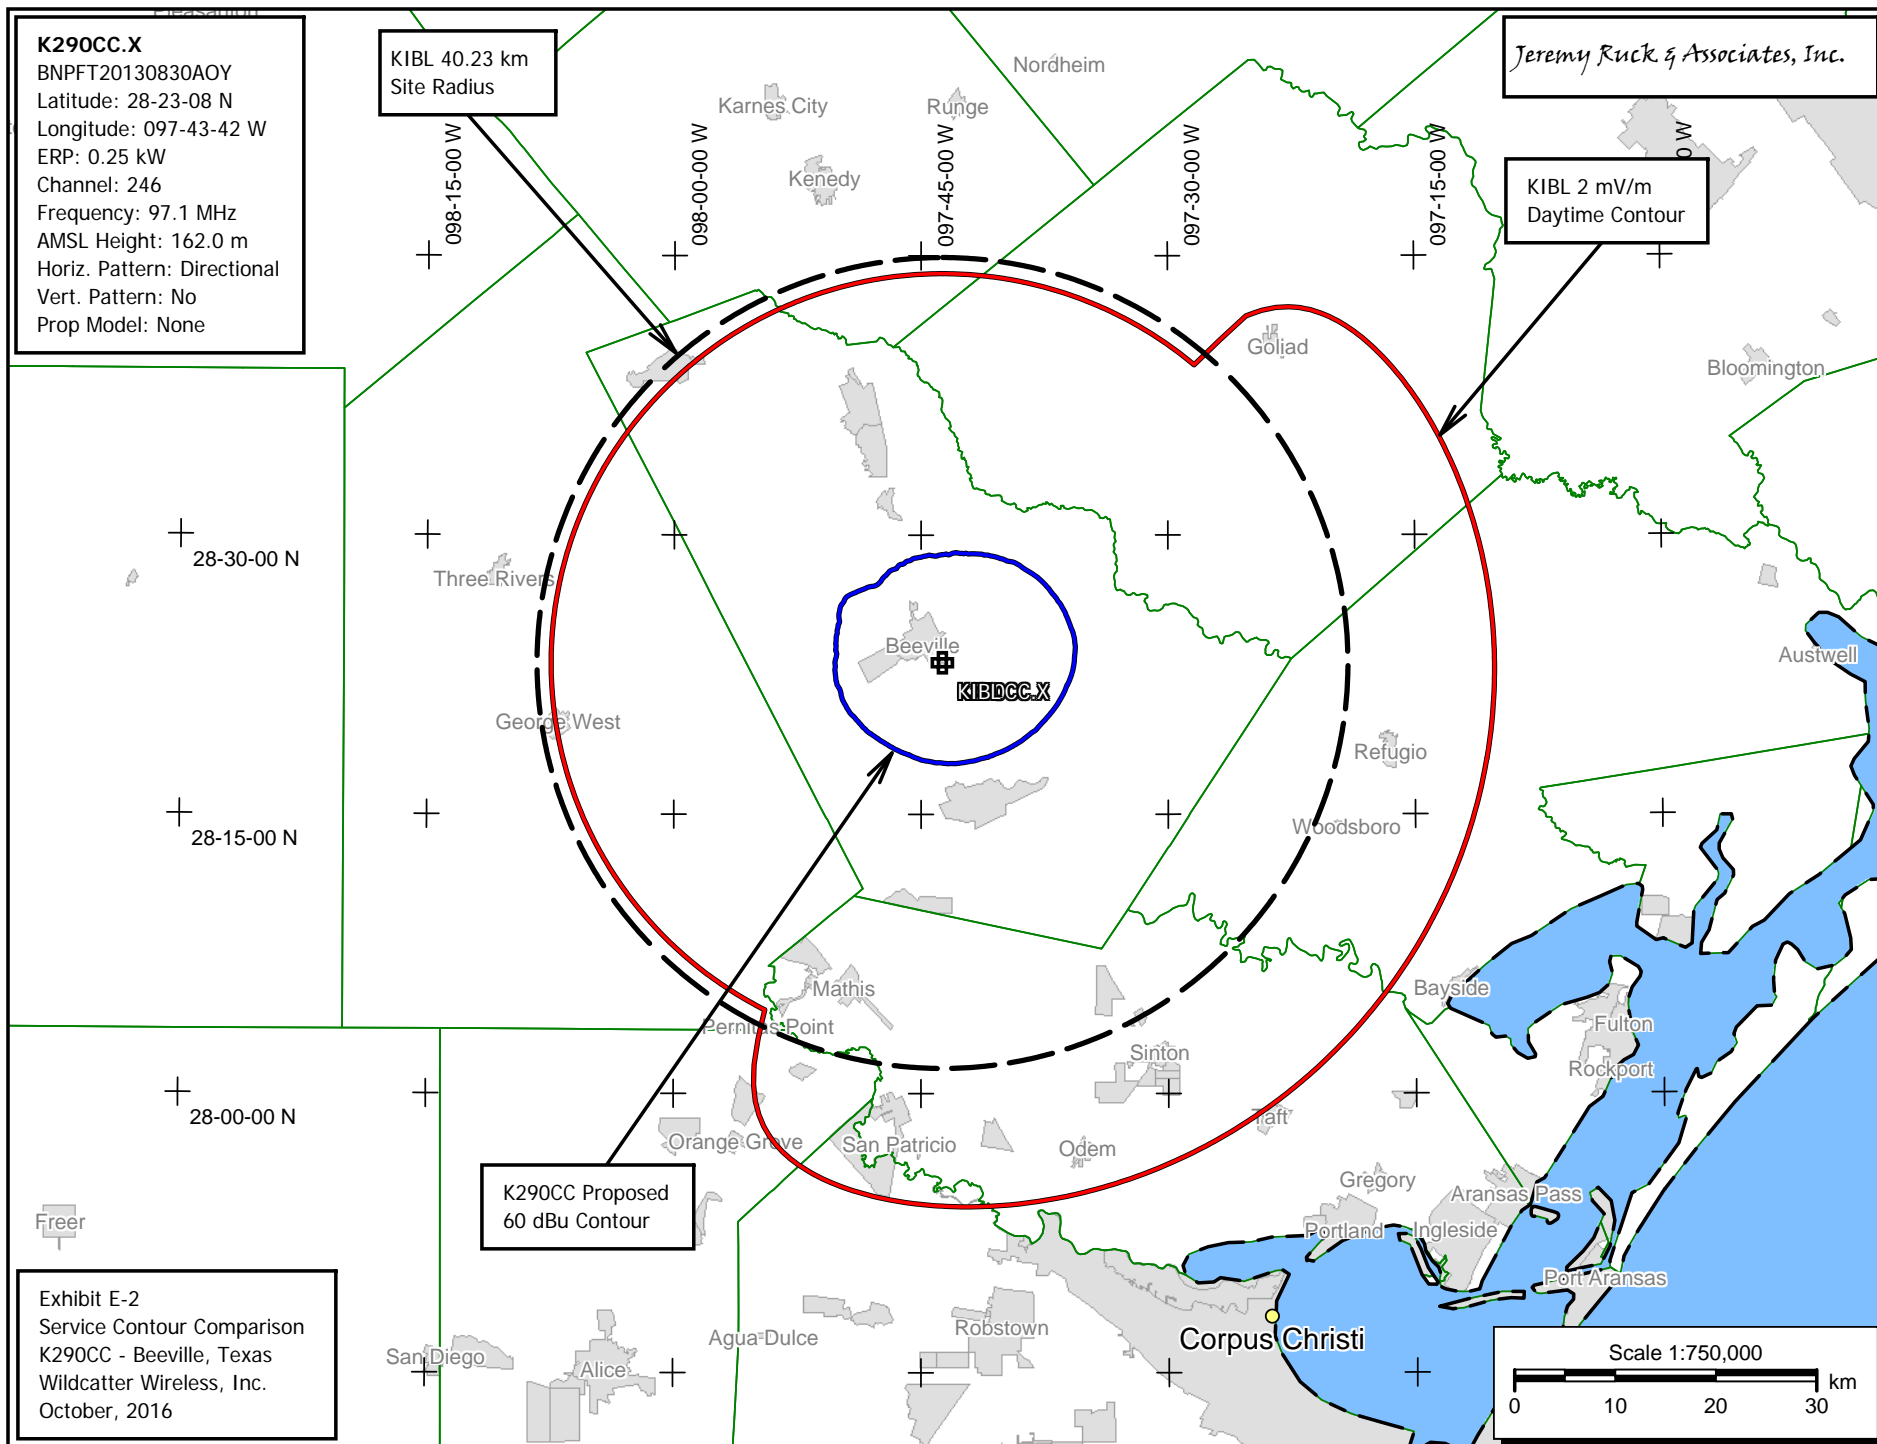 K290CC.X
BNPFT20130830AOY
Latitude: 28-23-08 N
Longitude: 097-43-42 W
ERP: 0.25 kW
Channel: 246
Frequency: 97.1 MHz
AMSL Height: 162.0 m
Horiz. Pattern: Directional
Vert. Pattern: No
Prop Model: None
KIBL 40.23 km
Site Radius
Jeremy Ruck & Associates, Inc.
KIBL 2 mV/m
Daytime Contour
Nordheim
Karnes City
Runge
Kenedy
098-15-00 W
098-00-00 W
097-45-00 W
097-30-00 W
097-15-00 W
Goliad
Bloomington
28-30-00 N
Three Rivers
Beeville
Austwell
George West
Refugio
28-15-00 N
Woodsboro
Mathis
Bayside
Pernitas Point
Fulton
Sinton
Rockport
28-00-00 N
Taft
Orange Grove
San Patricio
Odem
Gregory
Aransas Pass
K290CC Proposed
60 dBu Contour
Freer
Portland
Ingleside
Port Aransas
Agua Dulce
Robstown
Corpus Christi
San Diego
Alice
Exhibit E-2
Service Contour Comparison
K290CC - Beeville, Texas
Wildcatter Wireless, Inc.
October, 2016
Scale 1:750,000
km
0 10 20 30